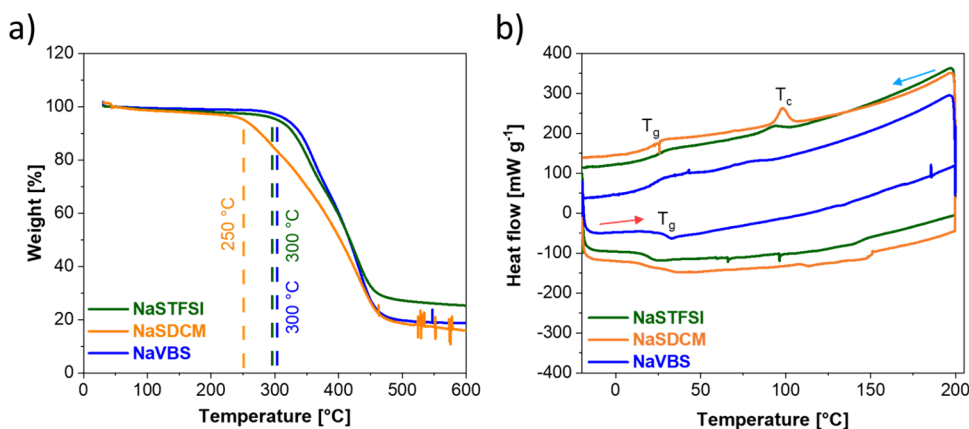 a)
120
100
80
60
40
20
0
Weight [%]
250 °C
300 °C
300 °C
NaSTFSI
NaSDCM
NaVBS
0 100 200 300 400 500 600
Temperature [°C]
b)
400
300
200
100
0
-100
-200
-300
-400
Heat flow [mW g⁻¹]
Tg
Tc
Tg
NaSTFSI
NaSDCM
NaVBS
0 50 100 150 200
Temperature [°C]